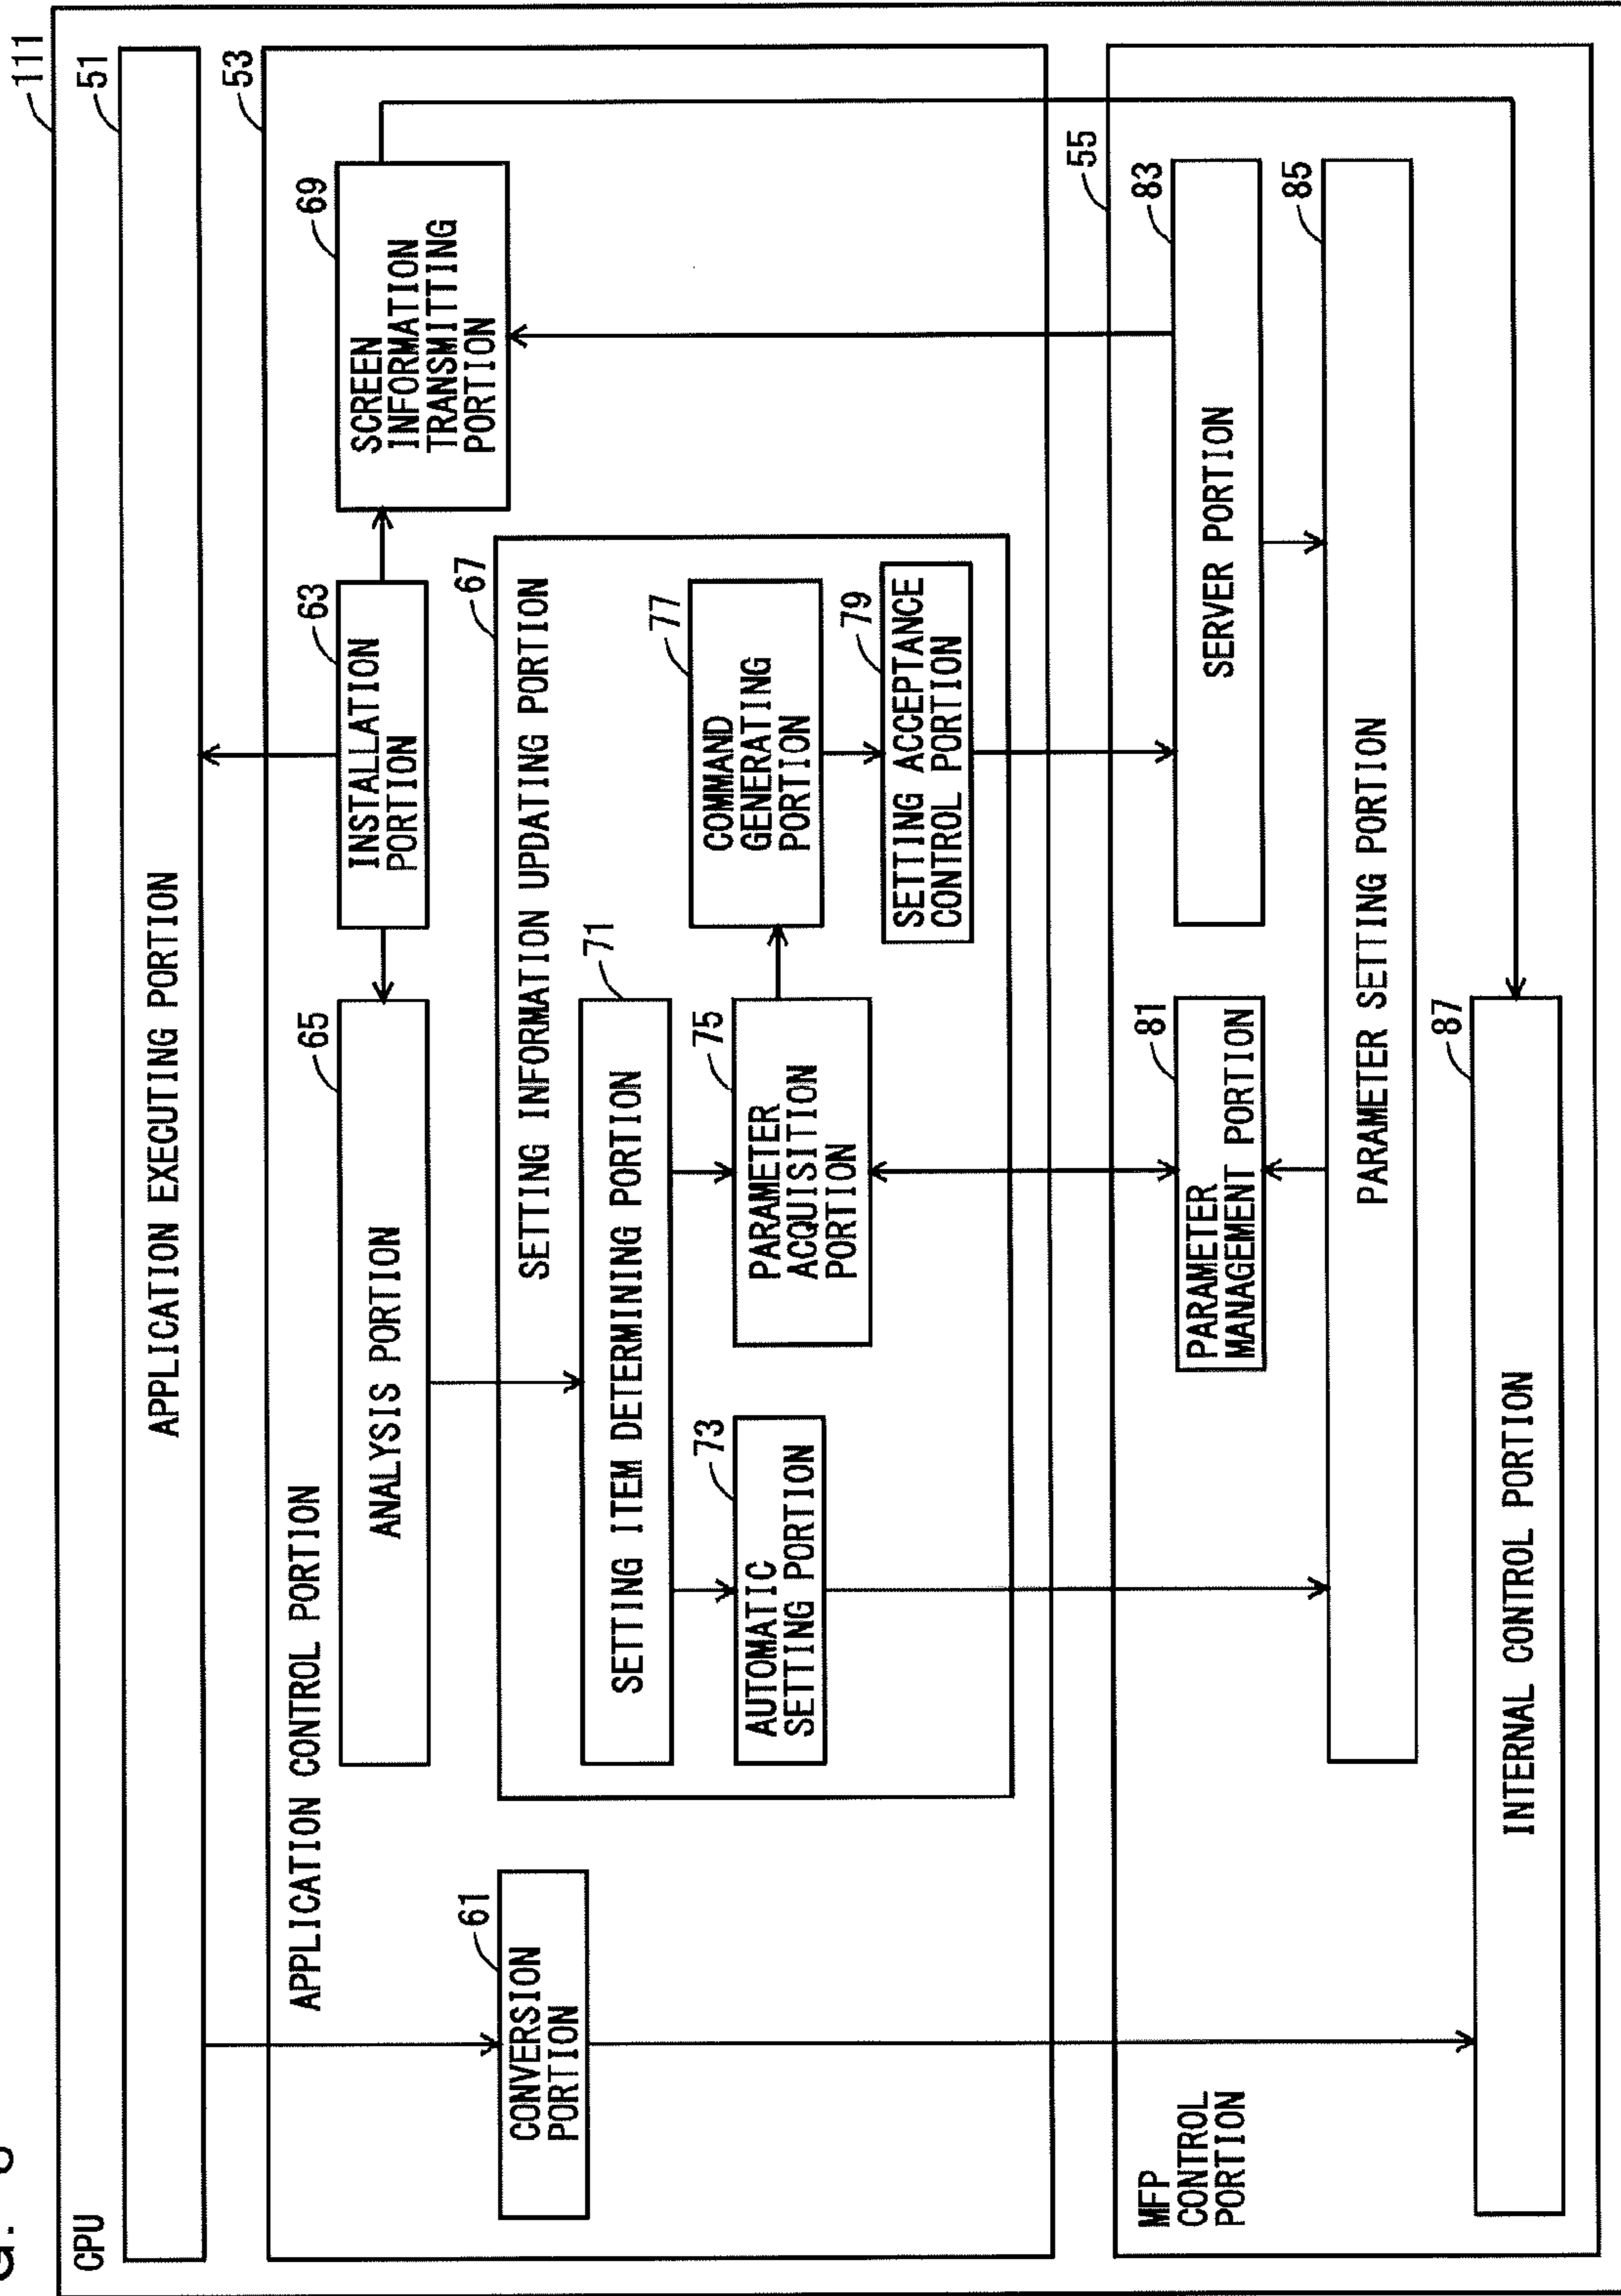 CPU
111
APPLICATION EXECUTING PORTION
51
APPLICATION CONTROL PORTION
53
ANALYSIS PORTION
65
INSTALLATION
PORTION
63
SCREEN
INFORMATION
TRANSMITTING
PORTION
69
CONVERSION
PORTION
61
SETTING INFORMATION UPDATING PORTION
67
SETTING ITEM DETERMINING PORTION
71
AUTOMATIC
SETTING PORTION
73
PARAMETER
ACQUISITION
PORTION
75
COMMAND
GENERATING
PORTION
77
SETTING ACCEPTANCE
CONTROL PORTION
79
MFP
CONTROL
PORTION
55
PARAMETER
MANAGEMENT PORTION
81
SERVER PORTION
83
PARAMETER SETTING PORTION
85
INTERNAL CONTROL PORTION
87